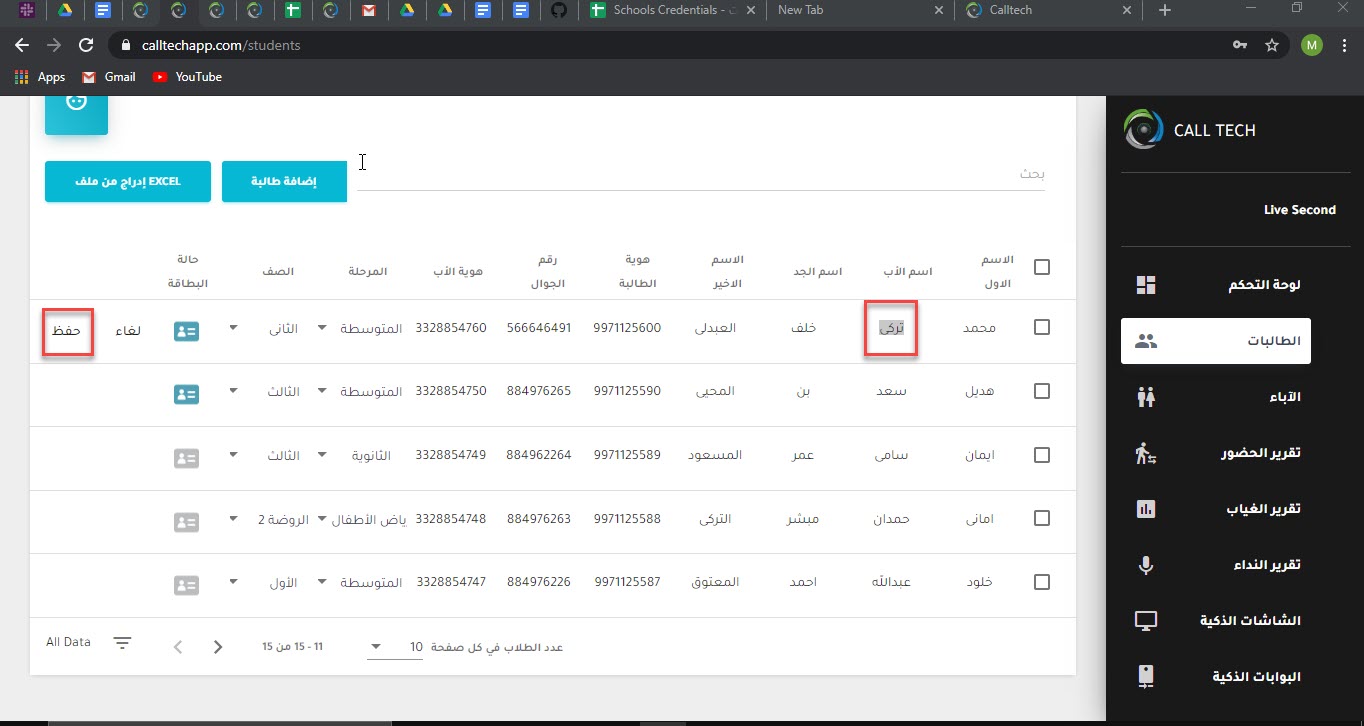 Schools Credentials -
New Tab
Calltech
calltechapp.com/students
M
Apps
Gmail
YouTube
CALL TECH
Live Second
لوحة التحكم
الطالبات
الآباء
تقرير الحضور
تقرير الغياب
تقرير النداء
الشاشات الذكية
البوابات الذكية
بحث
إضافة طالبة
إدراج من ملف EXCEL
الاسم الاول اسم الأب اسم الجد الاسم الاخير هوية الطالبة رقم الجوال هوية الأب المرحلة الصف حالة البطاقة
محمد تركى خلف العبدلى 9971125600 566646491 3328854760 المتوسطة الثانى لغاء حفظ
هديل سعد بن المحيى 9971125590 884976265 3328854750 المتوسطة الثالث
ايمان سامى عمر المسعود 9971125589 884962264 3328854749 الثانوية الثالث
امانى حمدان مبشر التركى 9971125588 884976263 3328854748 ياض الأطفال الروضة 2
خلود عبدالله احمد المعتوق 9971125587 884976226 3328854747 المتوسطة الأول
عدد الطلاب في كل صفحة 10
11 - 15 من 15
All Data